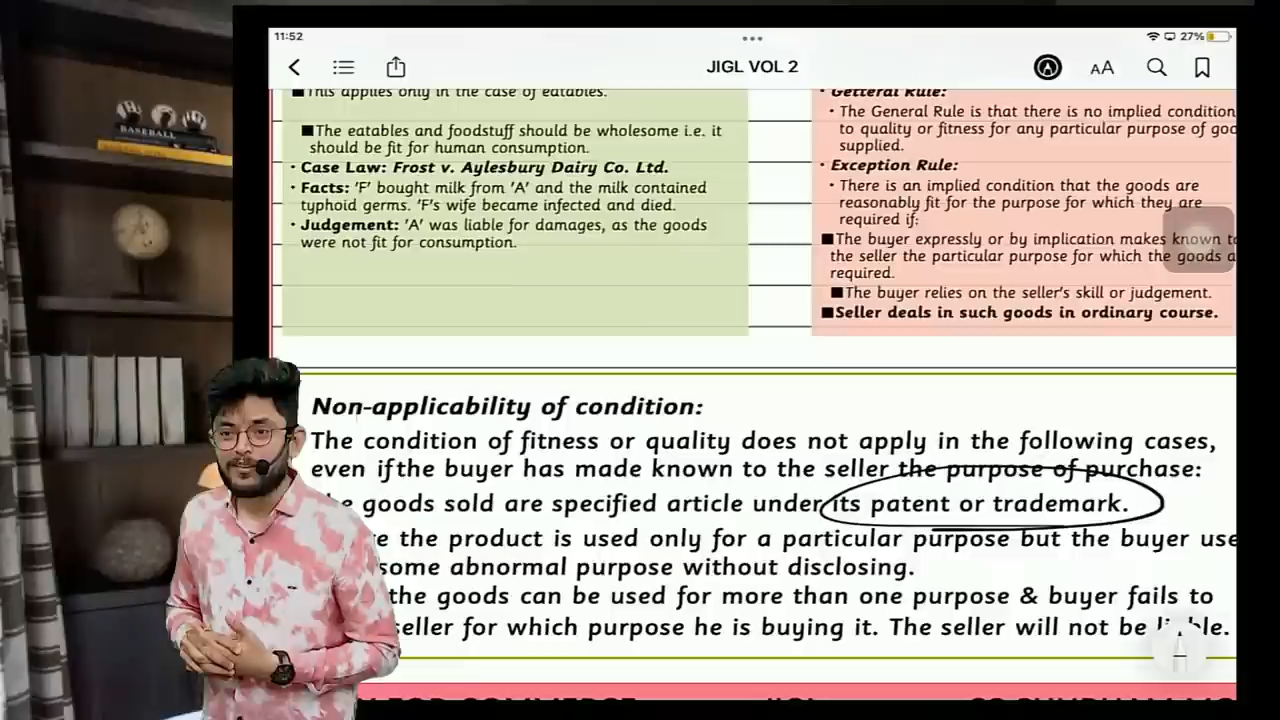 11:52
27%
JIGL VOL 2
AA
BASEBALL
■This applies only in the case of eatables.
■The eatables and foodstuff should be wholesome i.e. it
should be fit for human consumption.
• Case Law: Frost v. Aylesbury Dairy Co. Ltd.
• Facts: 'F' bought milk from 'A' and the milk contained
typhoid germs. 'F's wife became infected and died.
• Judgement: 'A' was liable for damages, as the goods
were not fit for consumption.
• General Rule:
• The General Rule is that there is no implied condition
to quality or fitness for any particular purpose of
supplied.
• Exception Rule:
• There is an implied condition that the goods are
reasonably fit for the purpose for which they are
required if:
■The buyer expressly or by implication makes known
the seller the particular purpose for which the goods
required.
■The buyer relies on the seller's skill or judgement.
■Seller deals in such goods in ordinary course.
Non-applicability of condition:
The condition of fitness or quality does not apply in the following cases,
even if the buyer has made known to the seller the purpose of purchase:
goods sold are specified article under its patent or trademark.
the product is used only for a particular purpose but the buyer
some abnormal purpose without disclosing.
the goods can be used for more than one purpose & buyer fails to
seller for which purpose he is buying it. The seller will not be liable.